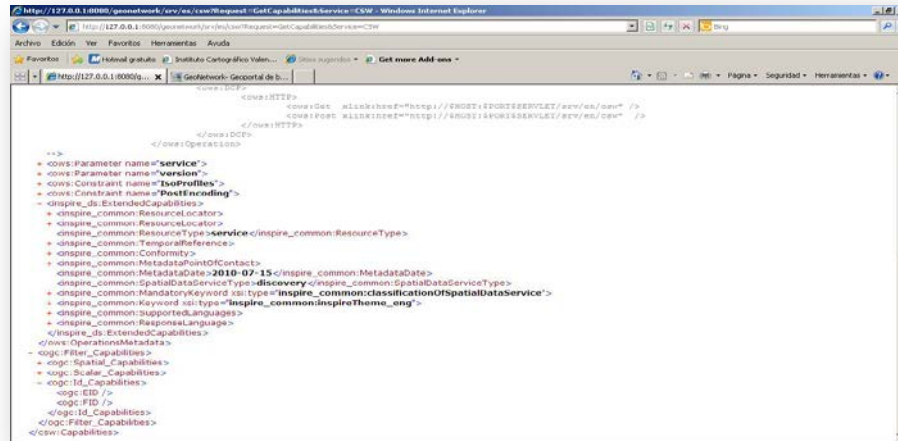 http://127.0.0.1:8080/geonetwork/srv/es/csw?Request=GetCapabilities&Service=CSW - Windows Internet Explorer
http://127.0.0.1:8080/geonetwork/srv/es/csw?Request=GetCapabilities&Service=CSW
Bing
Archivo Edición Ver Favoritos Herramientas Ayuda
Favoritos Hotmail gratuito Instituto Cartográfico Valen... Sitios sugeridos Get more Add-ons
http://127.0.0.1:8080/g... GeoNetwork- Geoportal de b... Página Seguridad Herramientas
<ows:DCP>
<ows:HTTP>
<ows:Get xlink:href="http://$HOST:$PORT$SERVLET/srv/en/csw" />
<ows:Post xlink:href="http://$HOST:$PORT$SERVLET/srv/en/csw" />
</ows:HTTP>
</ows:DCP>
</ows:Operation>
-->
+ <ows:Parameter name="service">
+ <ows:Parameter name="version">
+ <ows:Constraint name="IsoProfiles">
+ <ows:Constraint name="PostEncoding">
- <inspire_ds:ExtendedCapabilities>
+ <inspire_common:ResourceLocator>
+ <inspire_common:ResourceLocator>
<inspire_common:ResourceType>service</inspire_common:ResourceType>
+ <inspire_common:TemporalReference>
+ <inspire_common:Conformity>
+ <inspire_common:MetadataPointOfContact>
<inspire_common:MetadataDate>2010-07-15</inspire_common:MetadataDate>
<inspire_common:SpatialDataServiceType>discovery</inspire_common:SpatialDataServiceType>
+ <inspire_common:MandatoryKeyword xsi:type="inspire_common:classificationOfSpatialDataService">
+ <inspire_common:Keyword xsi:type="inspire_common:inspireTheme_eng">
+ <inspire_common:SupportedLanguages>
+ <inspire_common:ResponseLanguage>
</inspire_ds:ExtendedCapabilities>
</ows:OperationsMetadata>
- <ogc:Filter_Capabilities>
+ <ogc:Spatial_Capabilities>
+ <ogc:Scalar_Capabilities>
- <ogc:Id_Capabilities>
<ogc:EID />
<ogc:FID />
</ogc:Id_Capabilities>
</ogc:Filter_Capabilities>
</csw:Capabilities>